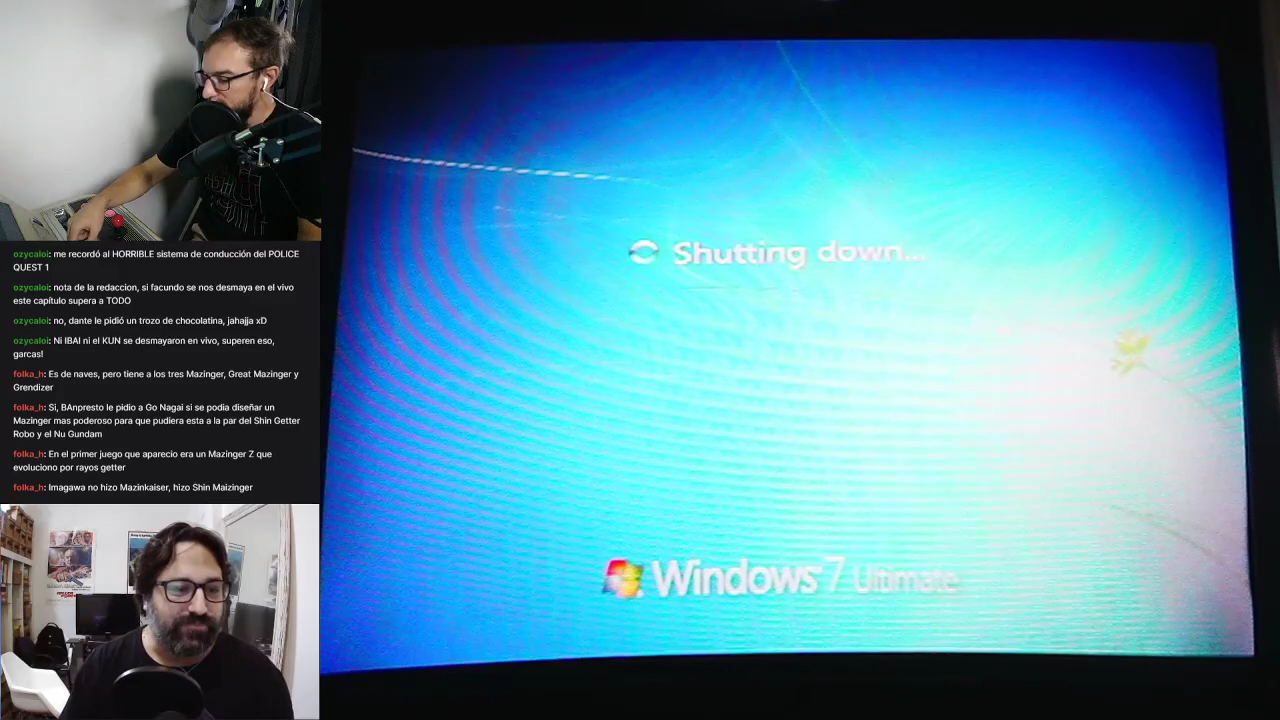 ozycaloi: me recordó al HORRIBLE sistema de conducción del POLICE
QUEST 1
ozycaloi: nota de la redaccion, si facundo se nos desmaya en el vivo
este capítulo supera a TODO
ozycaloi: no, dante le pidió un trozo de chocolatina, jahajja xD
ozycaloi: Ni IBAI ni el KUN se desmayaron en vivo, superen eso,
garcas!
folka_h: Es de naves, pero tiene a los tres Mazinger, Great Mazinger y
Grendizer
folka_h: Si, BAnpresto le pidio a Go Nagai si se podia diseñar un
Mazinger mas poderoso para que pudiera esta a la par del Shin Getter
Robo y el Nu Gundam
folka_h: En el primer juego que aparecio era un Mazinger Z que
evoluciono por rayos getter
folka_h: Imagawa no hizo Mazinkaiser, hizo Shin Maizinger
Shutting down...
Windows 7 Ultimate